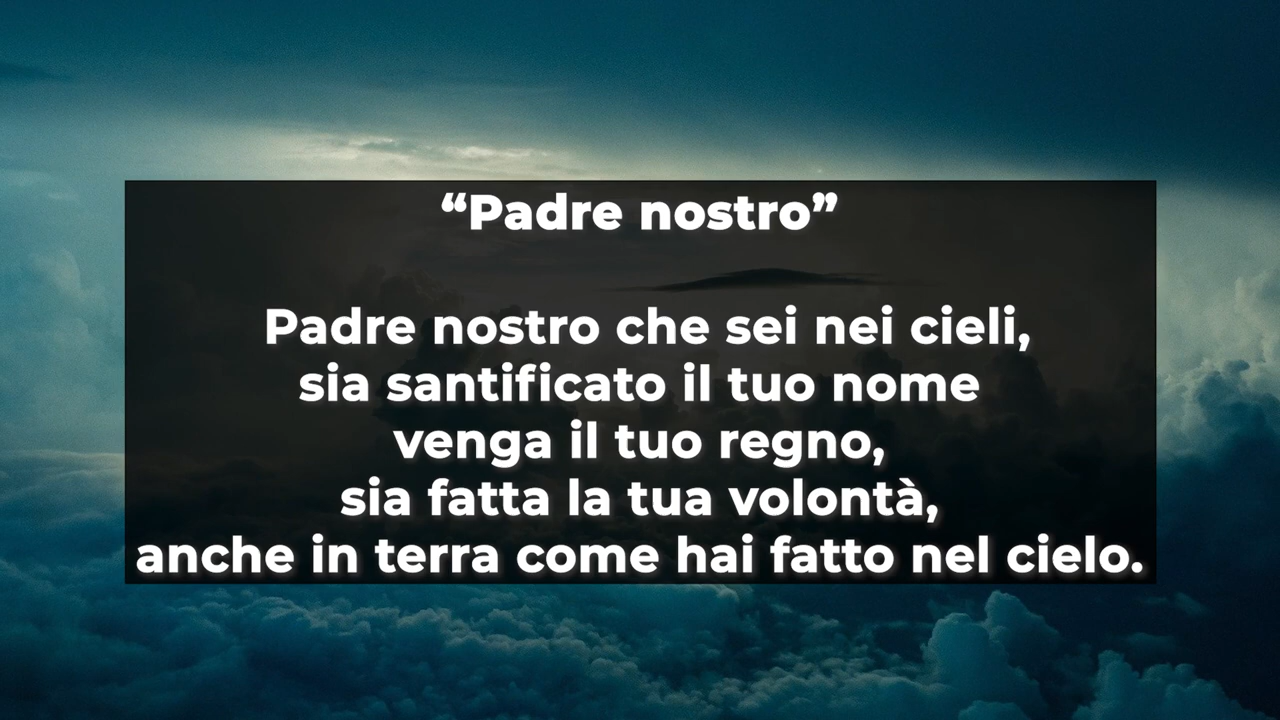 “Padre nostro”
Padre nostro che sei nei cieli,
sia santificato il tuo nome
venga il tuo regno,
sia fatta la tua volontà,
anche in terra come hai fatto nel cielo.